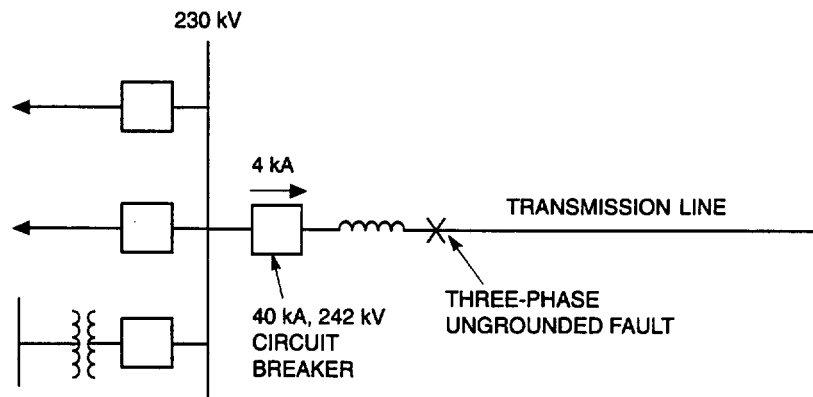 230 kV
4 kA
TRANSMISSION LINE
40 kA, 242 kV
CIRCUIT
BREAKER
THREE-PHASE
UNGROUNDED FAULT